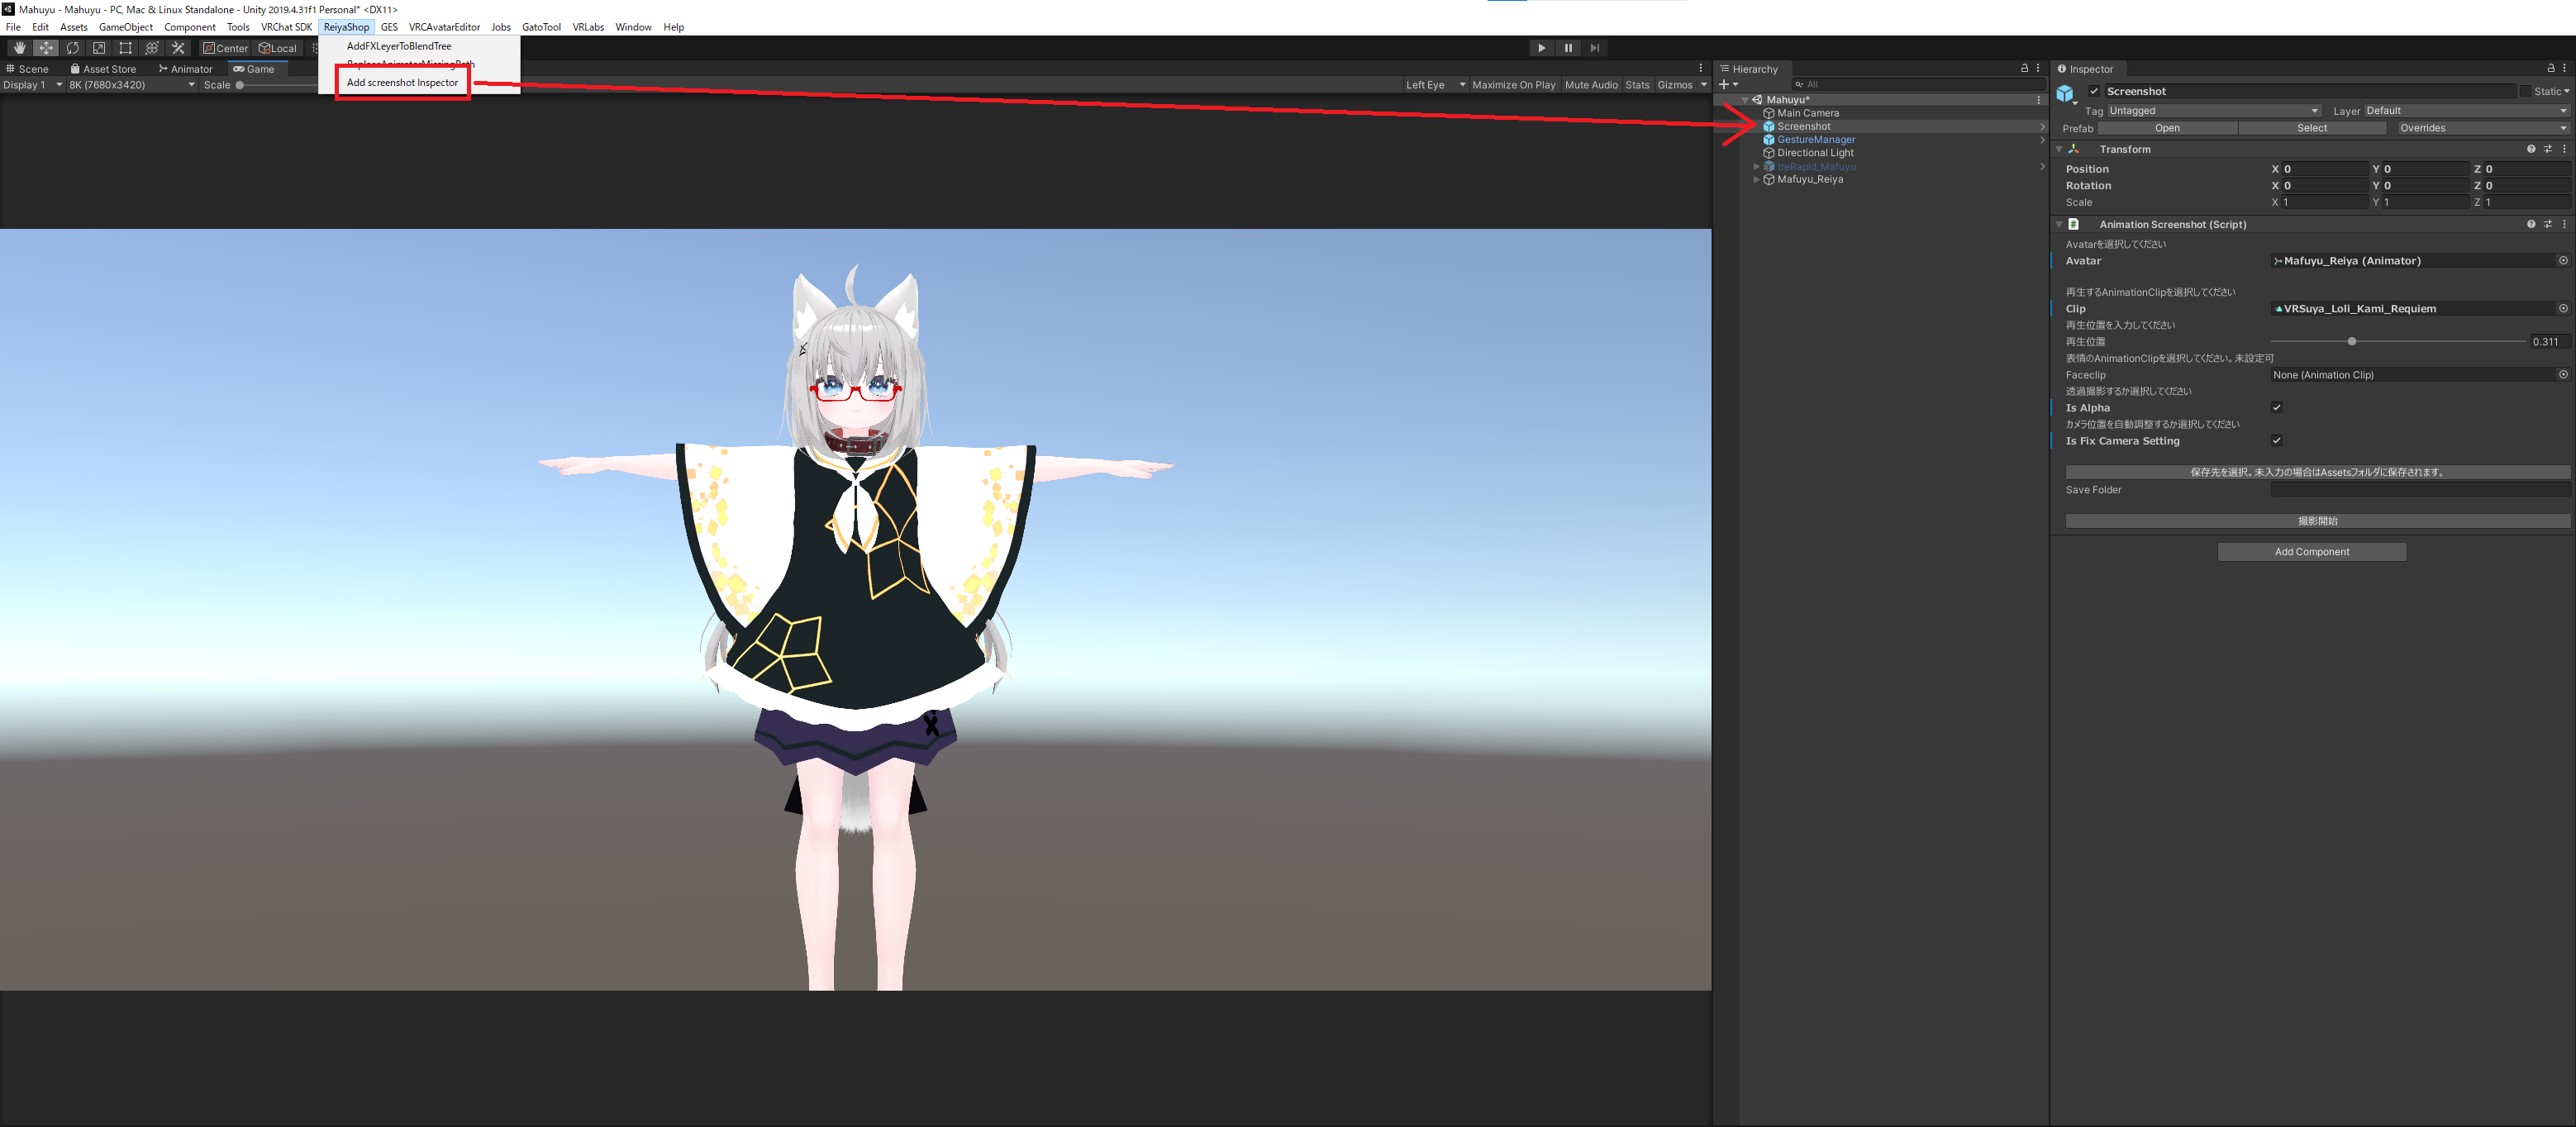 Mahuyu - Mahuyu - PC, Mac & Linux Standalone - Unity 2019.4.31f1 Personal* <DX11>
File Edit Assets GameObject Component Tools VRChat SDK ReiyaShop GES VRCAvatarEditor Jobs GatoTool VRLabs Window Help
Center Local
AddFXLeyerToBlendTree
ReplaceAnimatorMissingPath
Add screenshot Inspector
Scene Asset Store Animator Game
Display 1 8K (7680x3420) Scale
Left Eye Maximize On Play Mute Audio Stats Gizmos
Hierarchy
All
Mahuyu*
Main Camera
Screenshot
GestureManager
Directional Light
treRapid_Mafuyu
Mafuyu_Reiya
Inspector
Screenshot Static
Tag Untagged Layer Default
Prefab Open Select Overrides
Transform
Position X 0 Y 0 Z 0
Rotation X 0 Y 0 Z 0
Scale X 1 Y 1 Z 1
Animation Screenshot (Script)
Avatarを選択してください
Avatar Mafuyu_Reiya (Animator)
再生するAnimationClipを選択してください
Clip VRSuya_Loli_Kami_Requiem
再生位置を入力してください
再生位置 0.311
表情のAnimationClipを選択してください。未設定可
Faceclip None (Animation Clip)
透過撮影するか選択してください
Is Alpha
カメラ位置を自動調整するか選択してください
Is Fix Camera Setting
保存先を選択。未入力の場合はAssetsフォルダに保存されます。
Save Folder
撮影開始
Add Component